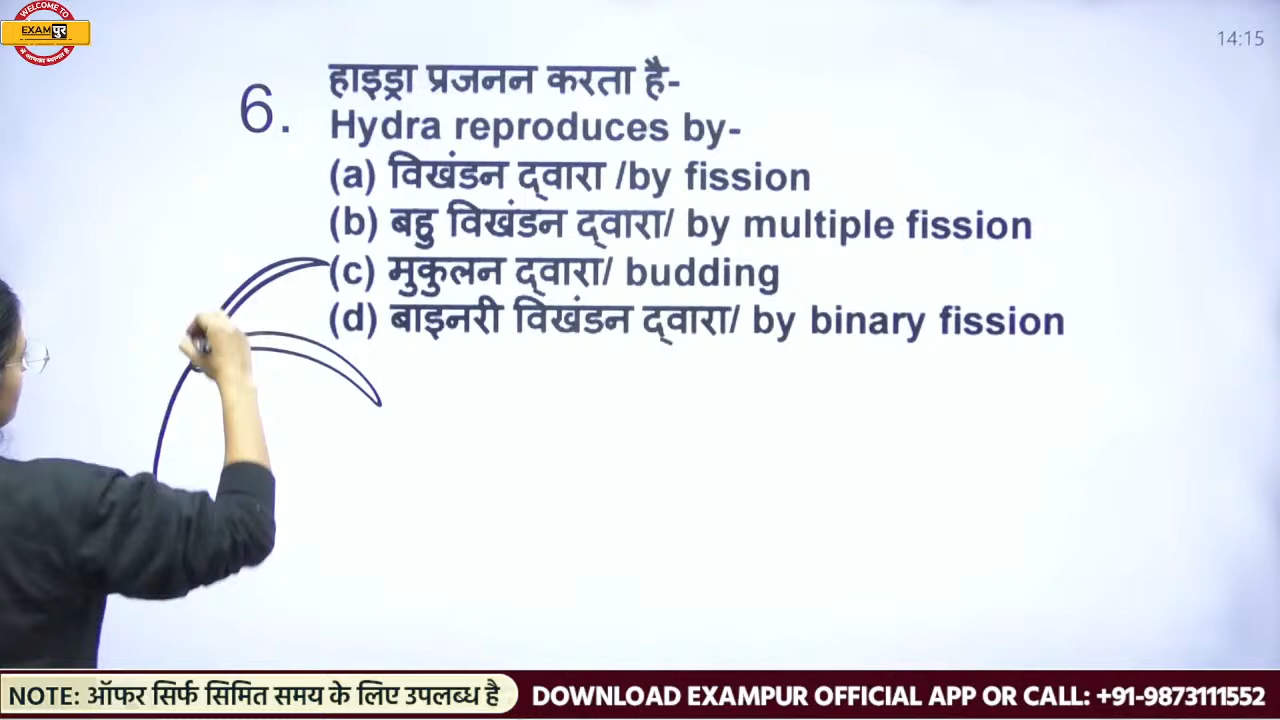 WELCOME TO
EXAMपुर
में आपका स्वागत है
14:15
6.
हाइड्रा प्रजनन करता है-
Hydra reproduces by-
(a) विखंडन द्वारा /by fission
(b) बहु विखंडन द्वारा/ by multiple fission
(c) मुकुलन द्वारा/ budding
(d) बाइनरी विखंडन द्वारा/ by binary fission
NOTE: ऑफर सिर्फ सिमित समय के लिए उपलब्ध है
DOWNLOAD EXAMPUR OFFICIAL APP OR CALL: +91-9873111552